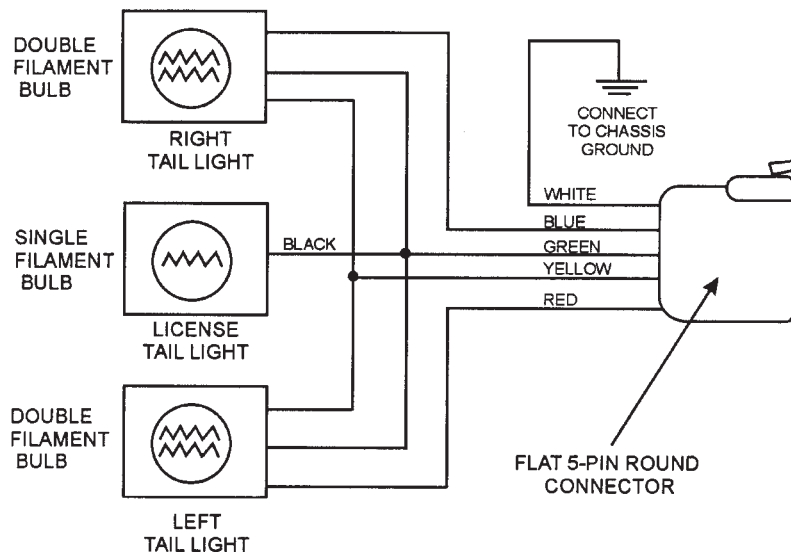 DOUBLE
FILAMENT
BULB
RIGHT
TAIL LIGHT
CONNECT
TO CHASSIS
GROUND
WHITE
BLUE
SINGLE
FILAMENT
BULB
BLACK
GREEN
YELLOW
RED
LICENSE
TAIL LIGHT
DOUBLE
FILAMENT
BULB
FLAT 5-PIN ROUND
CONNECTOR
LEFT
TAIL LIGHT